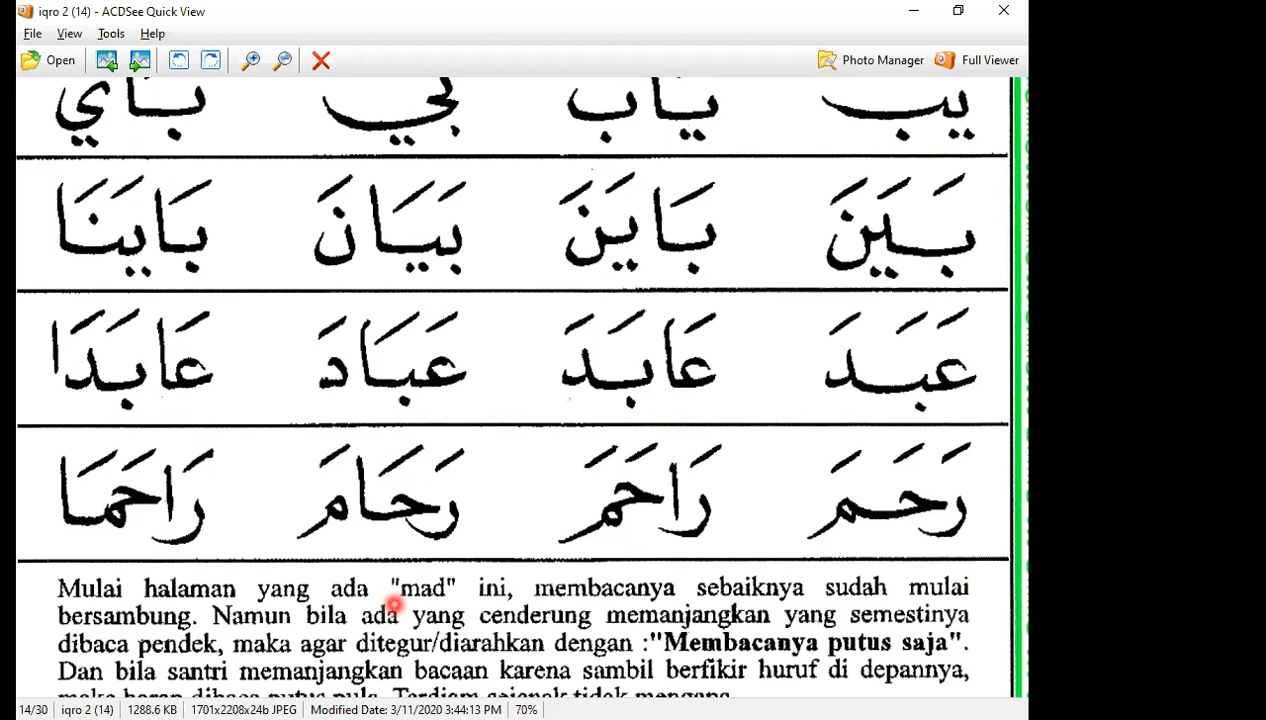 iqro 2 (14) - ACDSee Quick View
File View Tools Help
Open Photo Manager Full Viewer
يب ياب بي باي
بَيَنَ بَايَنَ بَيَانَ بَايَنَا
عَبَدَ عَابَدَ عَبَادَ عَابَدَا
رَحَمَ رَاحَمَ رَحَامَ رَاحَمَا
Mulai halaman yang ada "mad" ini, membacanya sebaiknya sudah mulai
bersambung. Namun bila ada yang cenderung memanjangkan yang semestinya
dibaca pendek, maka agar ditegur/diarahkan dengan :"Membacanya putus saja".
Dan bila santri memanjangkan bacaan karena sambil berfikir huruf di depannya,
14/30 iqro 2 (14) 1288.6 KB 1701x2208x24b JPEG Modified Date: 3/11/2020 3:44:13 PM 70%